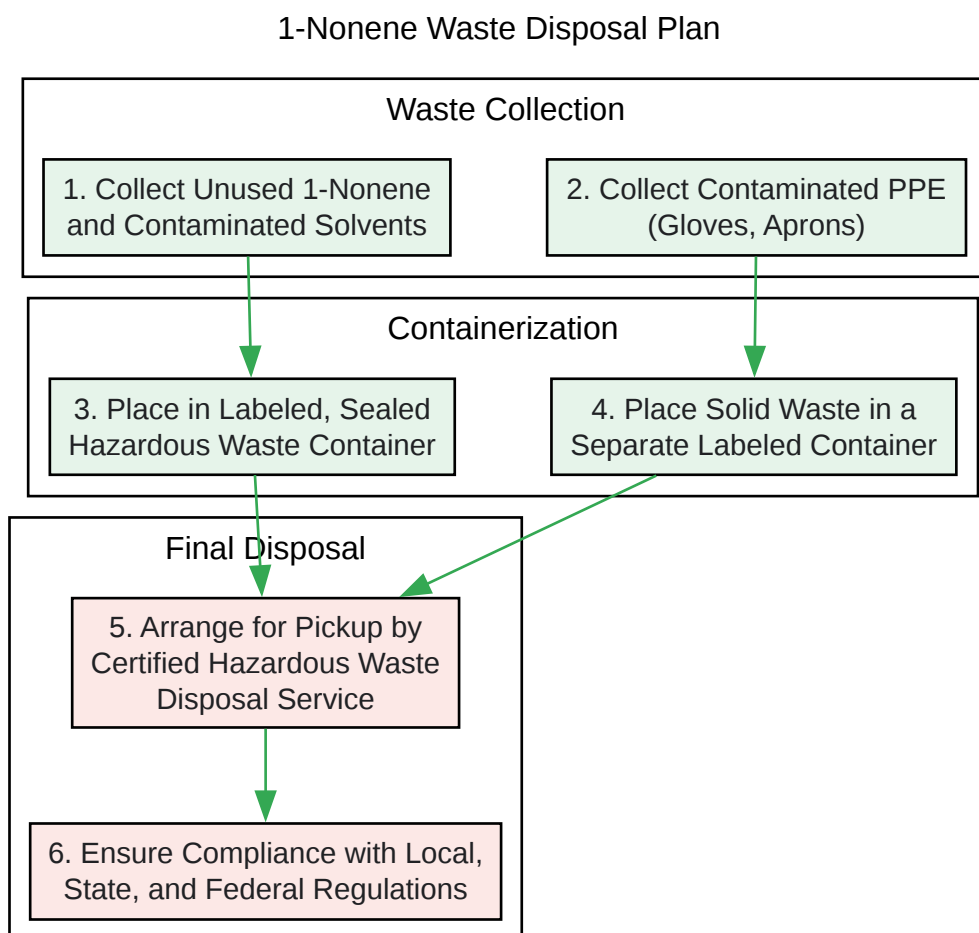 1-Nonene Waste Disposal Plan
Waste Collection
1. Collect Unused 1-Nonene
and Contaminated Solvents
2. Collect Contaminated PPE
(Gloves, Aprons)
Containerization
3. Place in Labeled, Sealed
Hazardous Waste Container
4. Place Solid Waste in a
Separate Labeled Container
Final Disposal
5. Arrange for Pickup by
Certified Hazardous Waste
Disposal Service
6. Ensure Compliance with Local,
State, and Federal Regulations